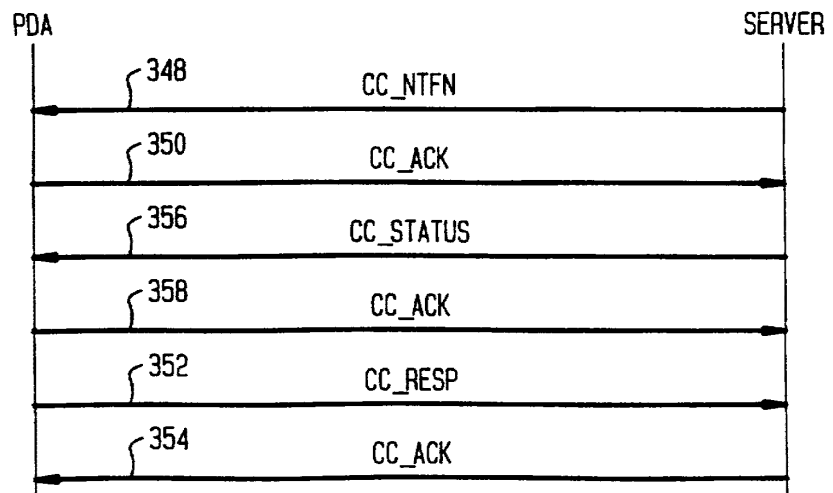 PDA SERVER
348 CC_NTFN
350 CC_ACK
356 CC_STATUS
358 CC_ACK
352 CC_RESP
354 CC_ACK